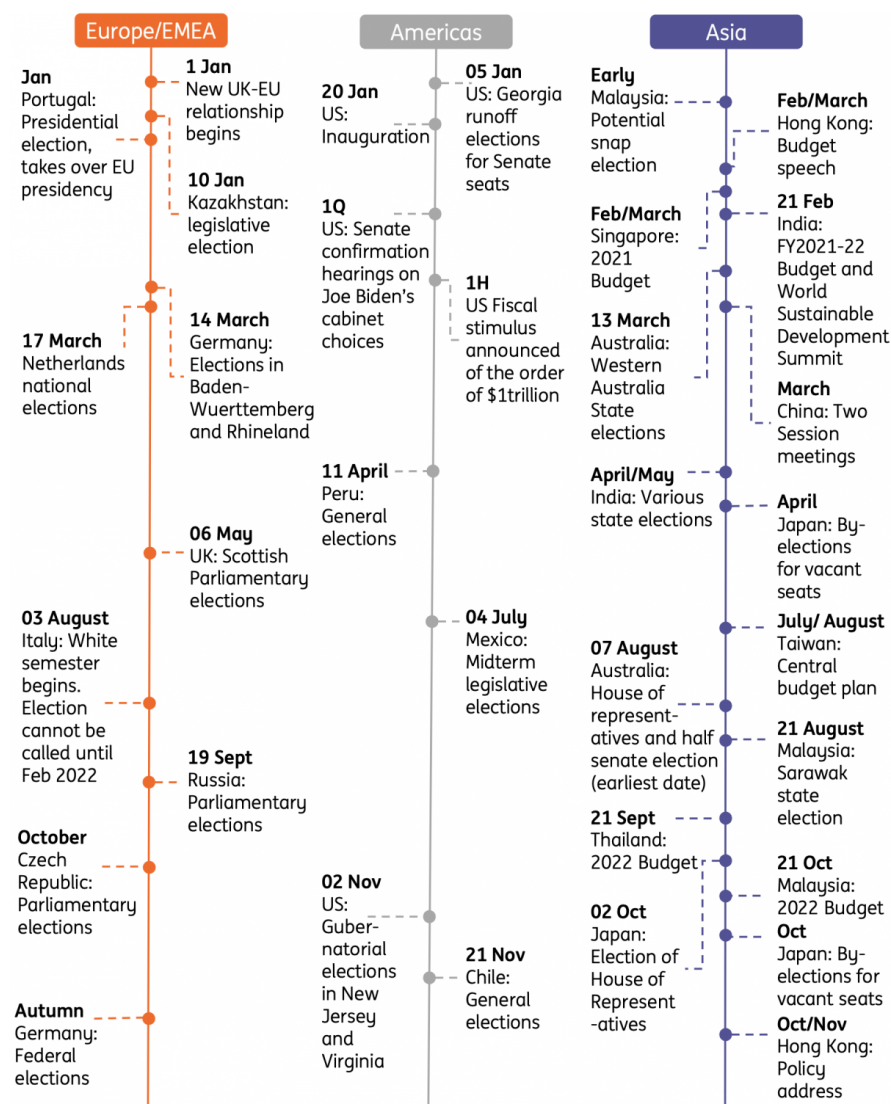 Europe/EMEA
Jan
Portugal:
Presidential
election,
takes over EU
presidency
1 Jan
New UK-EU
relationship
begins
10 Jan
Kazakhstan:
legislative
election
17 March
Netherlands
national
elections
14 March
Germany:
Elections in
Baden-
Wuerttemberg
and Rhineland
06 May
UK: Scottish
Parliamentary
elections
03 August
Italy: White
semester
begins.
Election
cannot be
called until
Feb 2022
19 Sept
Russia:
Parliamentary
elections
October
Czech
Republic:
Parliamentary
elections
Autumn
Germany:
Federal
elections
Americas
20 Jan
US:
Inauguration
05 Jan
US: Georgia
runoff
elections
for Senate
seats
1Q
US: Senate
confirmation
hearings on
Joe Biden's
cabinet
choices
1H
US Fiscal
stimulus
announced
of the order
of $1trillion
11 April
Peru:
General
elections
04 July
Mexico:
Midterm
legislative
elections
02 Nov
US:
Guber-
natorial
elections
in New
Jersey
and
Virginia
21 Nov
Chile:
General
elections
Asia
Early
Malaysia:
Potential
snap
election
Feb/March
Hong Kong:
Budget
speech
Feb/March
Singapore:
2021
Budget
21 Feb
India:
FY2021-22
Budget and
World
Sustainable
Development
Summit
13 March
Australia:
Western
Australia
State
elections
March
China: Two
Session
meetings
April/May
India: Various
state elections
April
Japan: By-
elections
for vacant
seats
July/ August
Taiwan:
Central
budget plan
07 August
Australia:
House of
represent-
atives and half
senate election
(earliest date)
21 August
Malaysia:
Sarawak
state
election
21 Sept
Thailand:
2022 Budget
21 Oct
Malaysia:
2022 Budget
02 Oct
Japan:
Election of
House of
Represent
-atives
Oct
Japan: By-
elections for
vacant seats
Oct/Nov
Hong Kong:
Policy
address